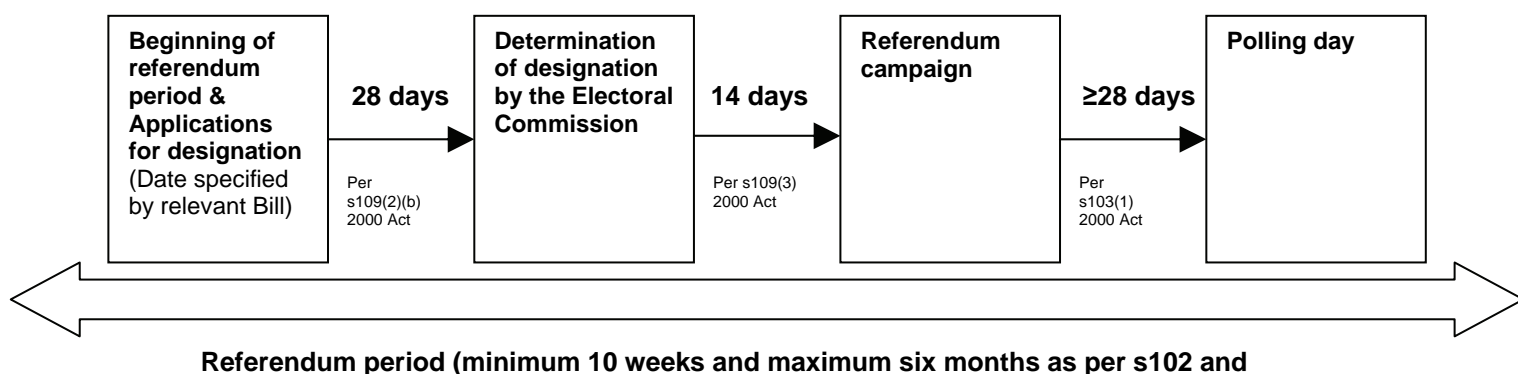 Beginning of
referendum
period &
Applications
for designation
(Date specified
by relevant Bill)
28 days
Per
s109(2)(b)
2000 Act
Determination
of designation
by the Electoral
Commission
14 days
Per s109(3)
2000 Act
Referendum
campaign
≥28 days
Per
s103(1)
2000 Act
Polling day
Referendum period (minimum 10 weeks and maximum six months as per s102 and